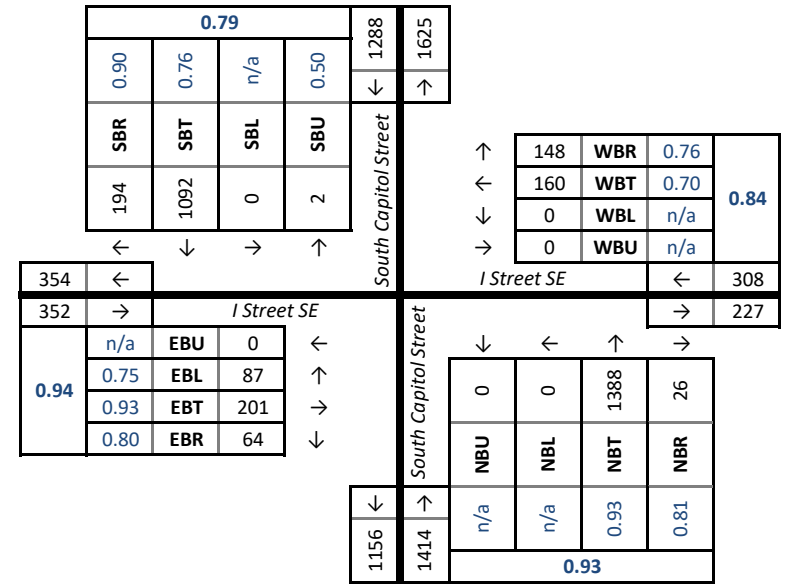 0.79
0.90 0.76 n/a 0.50
SBR SBT SBL SBU
194 1092 0 2
← ↓ → ↑
1288 1625
↓ ↑
South Capitol Street
↑ 148 WBR 0.76
← 160 WBT 0.70
↓ 0 WBL n/a
→ 0 WBU n/a
0.84
354 ← I Street SE ← 308
352 → I Street SE → 227
0.94
n/a EBU 0 ←
0.75 EBL 87 ↑
0.93 EBT 201 →
0.80 EBR 64 ↓
South Capitol Street
↓ ← ↑ →
0 0 1388 26
NBU NBL NBT NBR
n/a n/a 0.93 0.81
0.93
↓ ↑
1156 1414